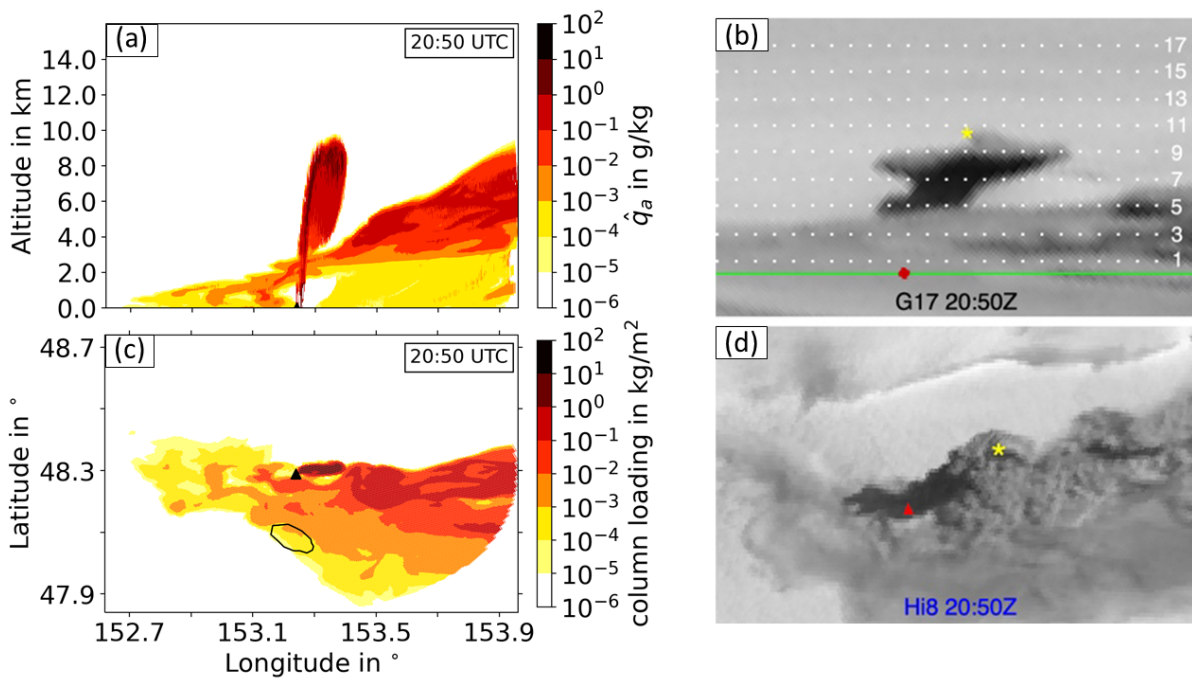 (a)
20:50 UTC
Altitude in km
14.0
12.0
10.0
8.0
6.0
4.0
2.0
0.0
10²
10¹
10⁰
10⁻¹
10⁻²
10⁻³
10⁻⁴
10⁻⁵
10⁻⁶
q̂ₐ in g/kg
(b)
17
15
13
11
9
7
5
3
1
G17 20:50Z
(c)
20:50 UTC
Latitude in °
48.7
48.3
47.9
152.7 153.1 153.5 153.9
Longitude in °
10²
10¹
10⁰
10⁻¹
10⁻²
10⁻³
10⁻⁴
10⁻⁵
10⁻⁶
column loading in kg/m²
(d)
Hi8 20:50Z